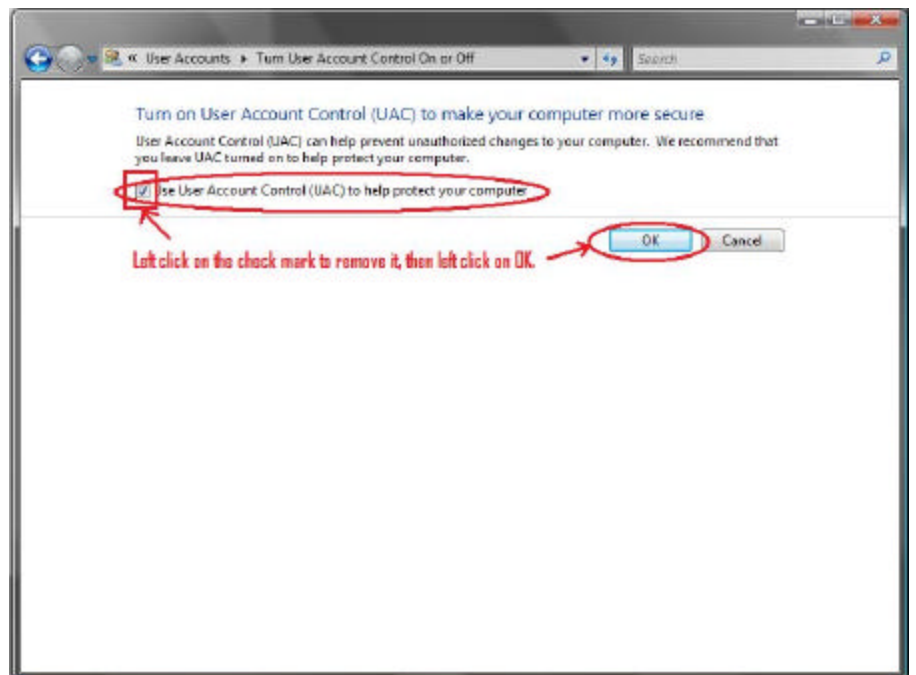 « User Accounts ▸ Turn User Account Control On or Off
Search
Turn on User Account Control (UAC) to make your computer more secure
User Account Control (UAC) can help prevent unauthorized changes to your computer. We recommend that
you leave UAC turned on to help protect your computer.
Use User Account Control (UAC) to help protect your computer
OK
Cancel
Left click on the check mark to remove it, then left click on OK.